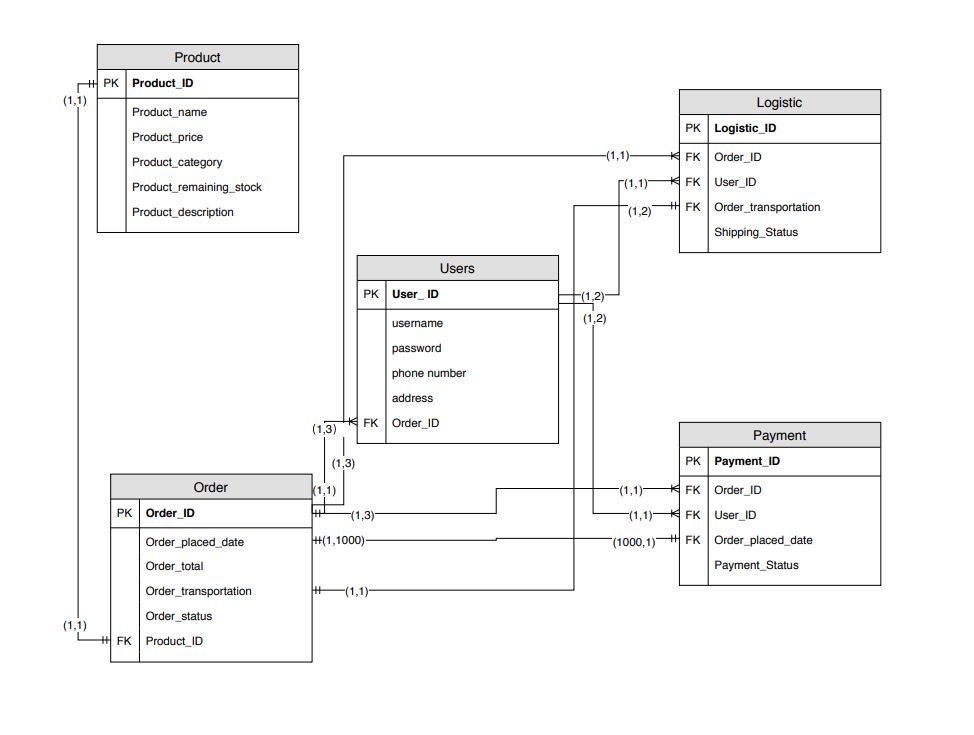 Product
PK Product_ID
Product_name
Product_price
Product_category
Product_remaining_stock
Product_description
(1,1)
Logistic
PK Logistic_ID
FK Order_ID
FK User_ID
FK Order_transportation
Shipping_Status
(1,1)
(1,1)
(1,2)
Users
PK User_ ID
username
password
phone number
address
FK Order_ID
(1,2)
(1,2)
(1,3)
(1,3)
(1,1)
Order
PK Order_ID
Order_placed_date
Order_total
Order_transportation
Order_status
FK Product_ID
(1,3)
(1,1000)
(1,1)
(1,1)
Payment
PK Payment_ID
FK Order_ID
FK User_ID
FK Order_placed_date
Payment_Status
(1,1)
(1,1)
(1000,1)